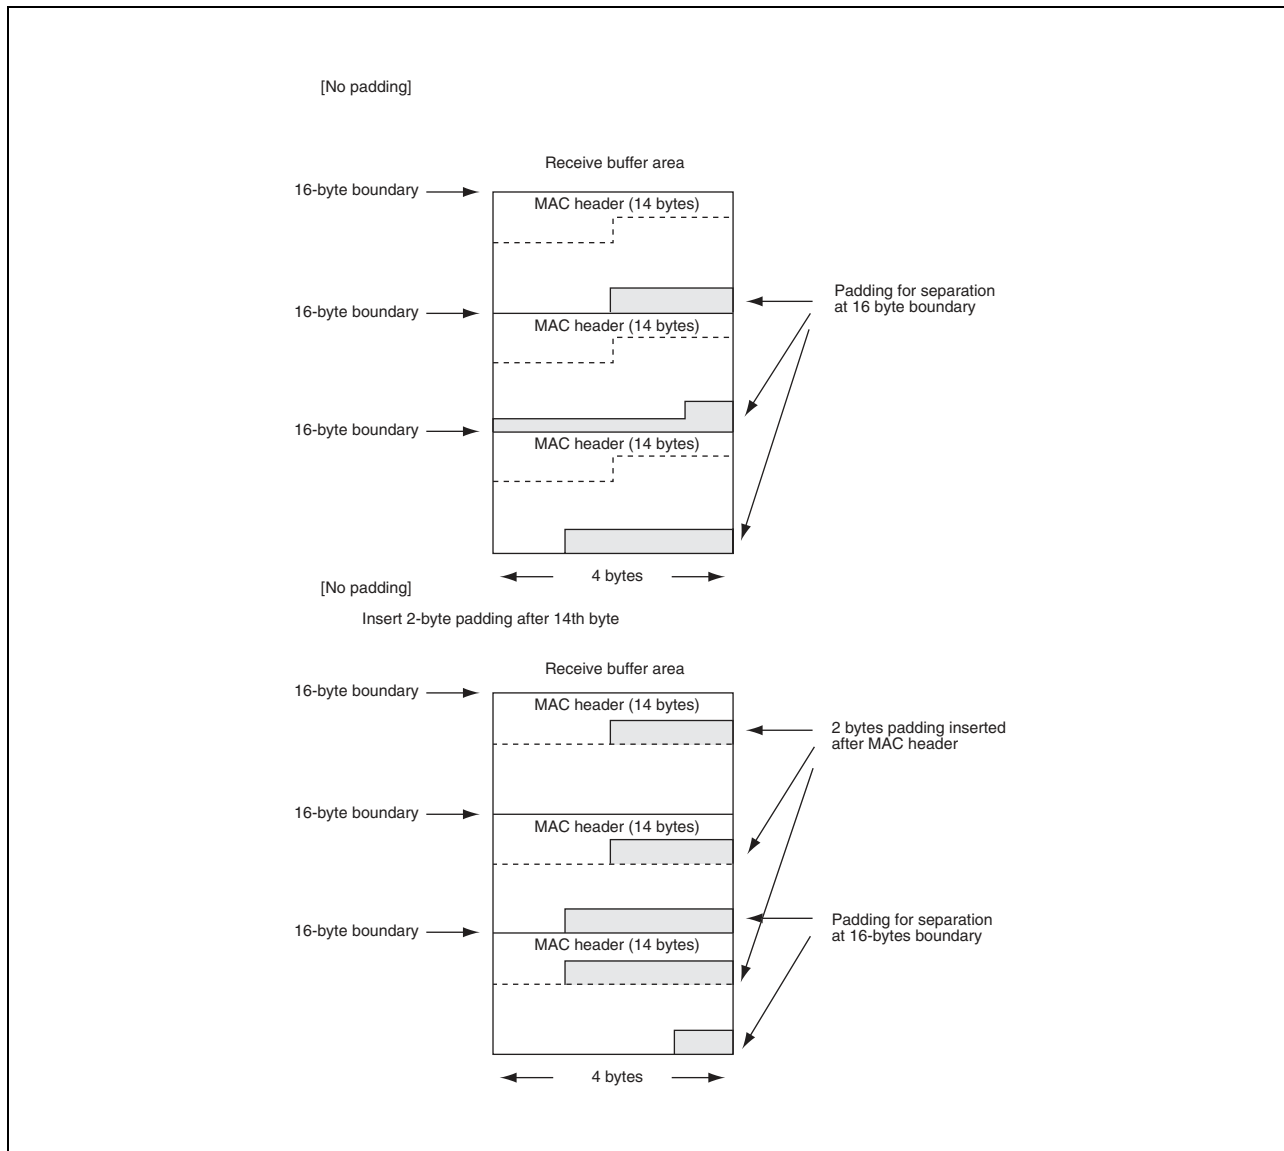 [No padding]
Receive buffer area
16-byte boundary
MAC header (14 bytes)
Padding for separation
at 16 byte boundary
16-byte boundary
MAC header (14 bytes)
16-byte boundary
MAC header (14 bytes)
4 bytes
[No padding]
Insert 2-byte padding after 14th byte
Receive buffer area
16-byte boundary
MAC header (14 bytes)
2 bytes padding inserted
after MAC header
16-byte boundary
MAC header (14 bytes)
Padding for separation
at 16-bytes boundary
16-byte boundary
MAC header (14 bytes)
4 bytes